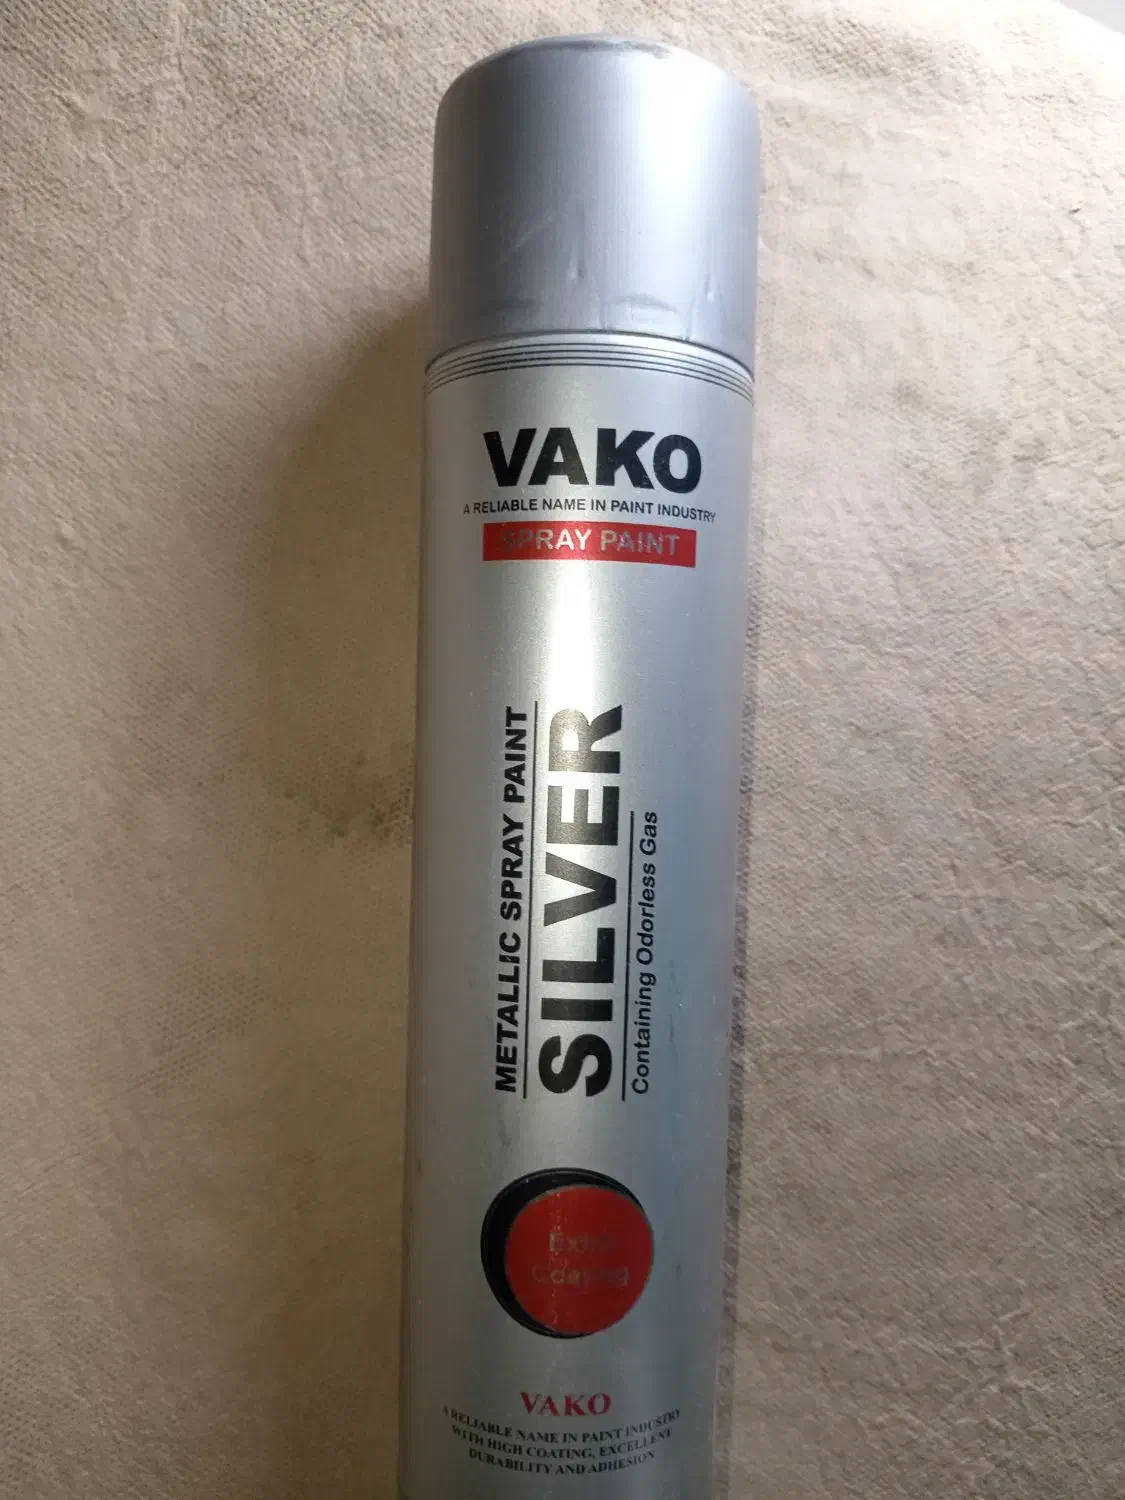 VAKO
A RELIABLE NAME IN PAINT INDUSTRY
SPRAY PAINT
METALLIC SPRAY PAINT
SILVER
Containing Odorless Gas
Extra
Coating
VAKO
A RELIABLE NAME IN PAINT INDUSTRY
WITH HIGH COATING, EXCELLENT
DURABILITY AND ADHESION